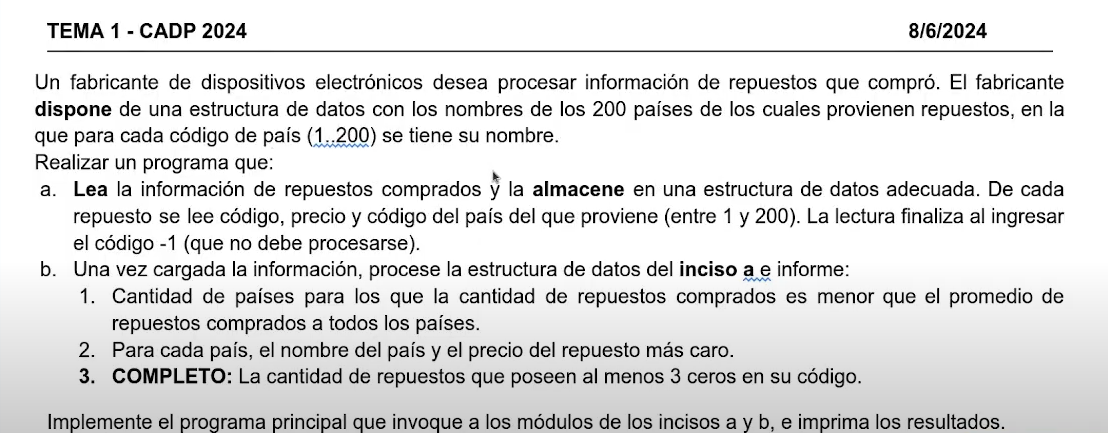 TEMA 1 - CADP 2024 8/6/2024
Un fabricante de dispositivos electrónicos desea procesar información de repuestos que compró. El fabricante
dispone de una estructura de datos con los nombres de los 200 países de los cuales provienen repuestos, en la
que para cada código de país (1..200) se tiene su nombre.
Realizar un programa que:
a. Lea la información de repuestos comprados y la almacene en una estructura de datos adecuada. De cada
repuesto se lee código, precio y código del país del que proviene (entre 1 y 200). La lectura finaliza al ingresar
el código -1 (que no debe procesarse).
b. Una vez cargada la información, procese la estructura de datos del inciso a e informe:
1. Cantidad de países para los que la cantidad de repuestos comprados es menor que el promedio de
repuestos comprados a todos los países.
2. Para cada país, el nombre del país y el precio del repuesto más caro.
3. COMPLETO: La cantidad de repuestos que poseen al menos 3 ceros en su código.
Implemente el programa principal que invoque a los módulos de los incisos a y b, e imprima los resultados.